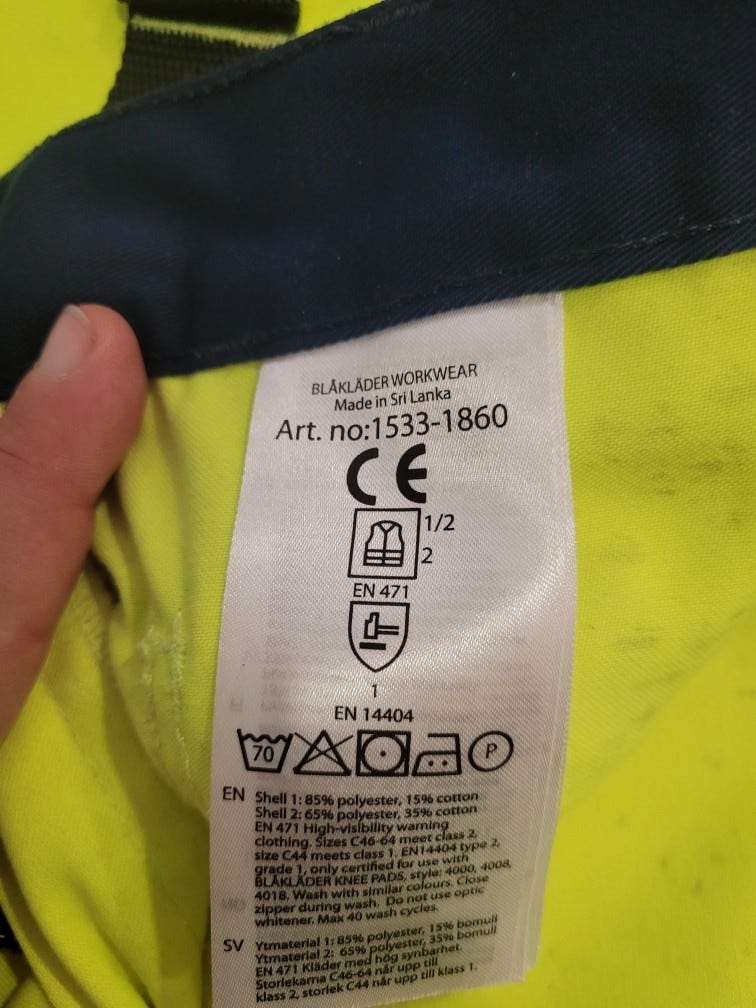 BLÅKLÄDER WORKWEAR
Made in Sri Lanka
Art. no:1533-1860
CE
1/2
2
EN 471
1
EN 14404
70
P
EN Shell 1: 85% polyester, 15% cotton
Shell 2: 65% polyester, 35% cotton
EN 471 High-visibility warning
clothing. Sizes C46-64 meet class 2,
size C44 meets class 1. EN14404 type 2,
grade 1, only certified for use with
BLÅKLÄDER KNEE PADS, style: 4000, 4008,
4018. Wash with similar colours. Close
zipper during wash. Do not use optic
whitener. Max 40 wash cycles.
SV Ytmaterial 1: 85% polyester, 15% bomull
Ytmaterial 2: 65% polyester, 35% bomull
EN 471 Kläder med hög synbarhet.
Storlekarna C46-64 når upp till
klass 2, storlek C44 når upp till klass 1.